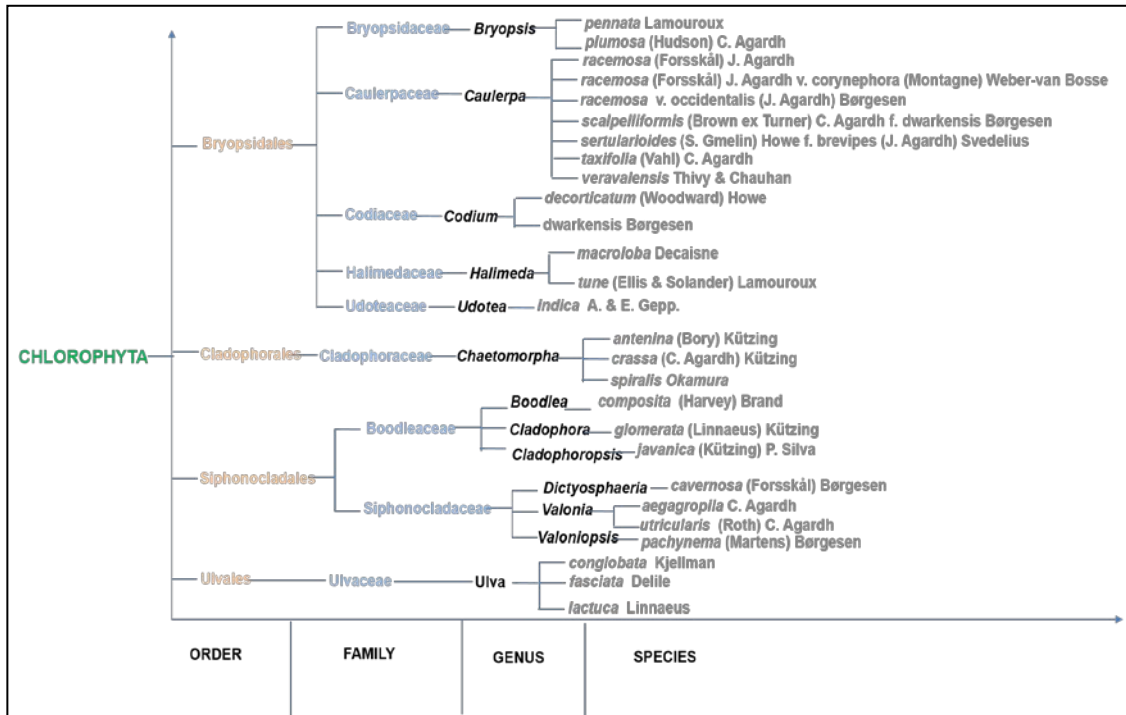 Bryopsidaceae Bryopsis pennata Lamouroux
plumosa (Hudson) C. Agardh
racemosa (Forsskål) J. Agardh
racemosa (Forsskål) J. Agardh v. corynephora (Montagne) Weber-van Bosse
Caulerpaceae Caulerpa racemosa v. occidentalis (J. Agardh) Børgesen
scalpelliformis (Brown ex Turner) C. Agardh f. dwarkensis Børgesen
Bryopsidales sertularioides (S. Gmelin) Howe f. brevipes (J. Agardh) Svedelius
taxifolia (Vahl) C. Agardh
veravalensis Thivy & Chauhan
decorticatum (Woodward) Howe
Codiaceae Codium
dwarkensis Børgesen
macroloba Decaisne
Halimedaceae Halimeda
tune (Ellis & Solander) Lamouroux
Udoteaceae Udotea indica A. & E. Gepp.
antenina (Bory) Kützing
CHLOROPHYTA Cladophorales Cladophoraceae Chaetomorpha crassa (C. Agardh) Kützing
spiralis Okamura
Boodlea composita (Harvey) Brand
Boodleaceae Cladophora glomerata (Linnaeus) Kützing
Cladophoropsis javanica (Kützing) P. Silva
Siphonocladales
Dictyosphaeria cavernosa (Forsskål) Børgesen
Siphonocladaceae Valonia aegagropila C. Agardh
utricularis (Roth) C. Agardh
Valoniopsis pachynema (Martens) Børgesen
conglobata Kjellman
Ulvales Ulvaceae Ulva fasciata Delile
lactuca Linnaeus
ORDER FAMILY GENUS SPECIES